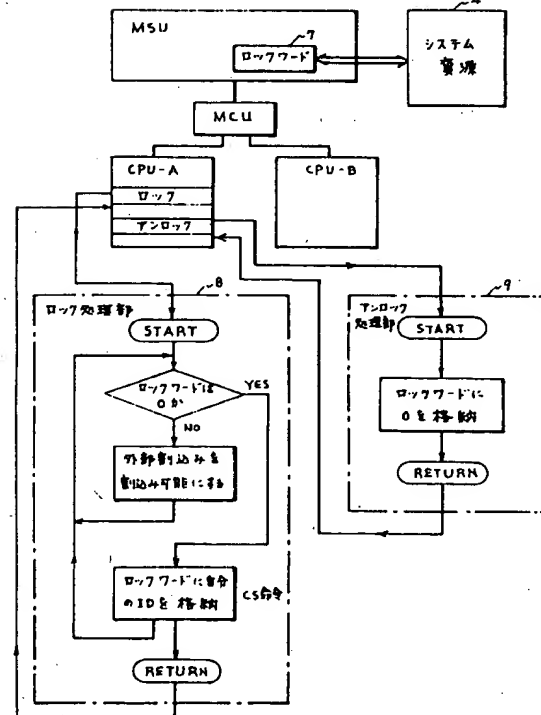 MSU
7
ロックワード
システム
資源
MCU
CPU-A
ロック
アンロック
CPU-B
8
ロック処理部
START
ロックワードは
0か
YES
NO
外部割込みを
割込み可能にする
ロックワードに自分
のIDを格納
CS命令
RETURN
9
アンロック
処理部
START
ロックワードに
0を格納
RETURN